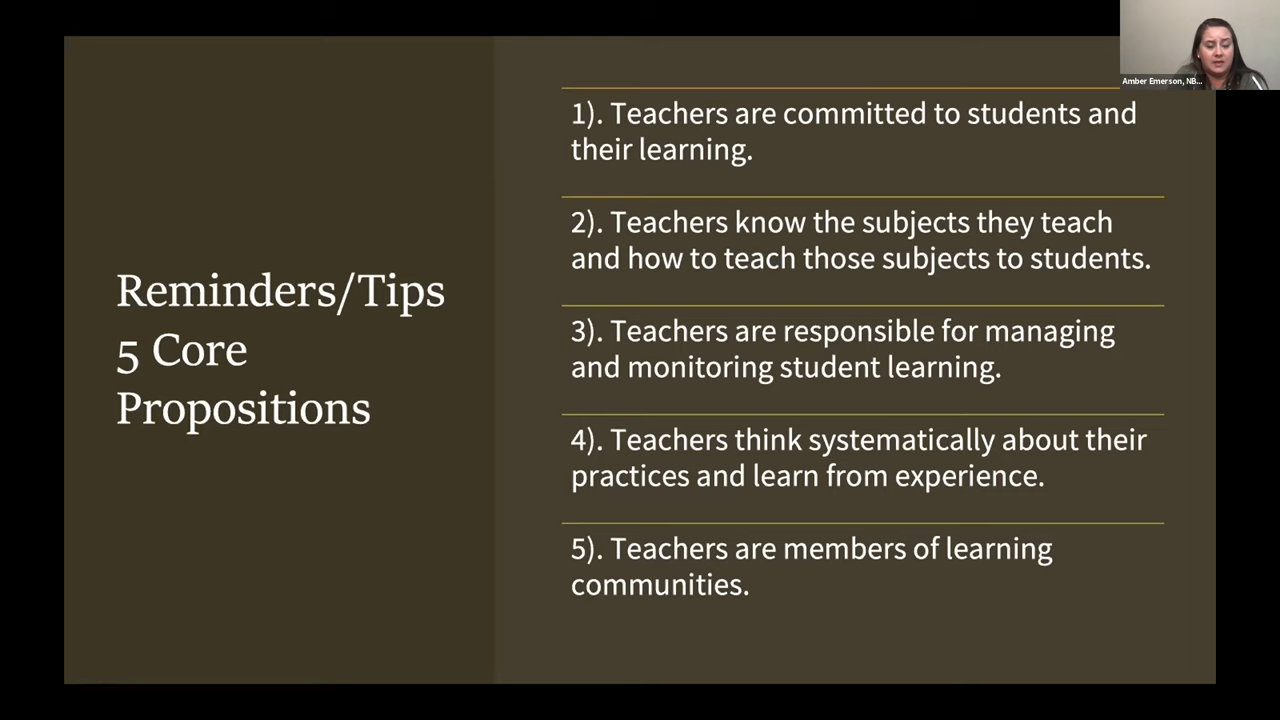 Amber Emerson, NB...
Reminders/Tips
5 Core
Propositions
1). Teachers are committed to students and
their learning.
2). Teachers know the subjects they teach
and how to teach those subjects to students.
3). Teachers are responsible for managing
and monitoring student learning.
4). Teachers think systematically about their
practices and learn from experience.
5). Teachers are members of learning
communities.